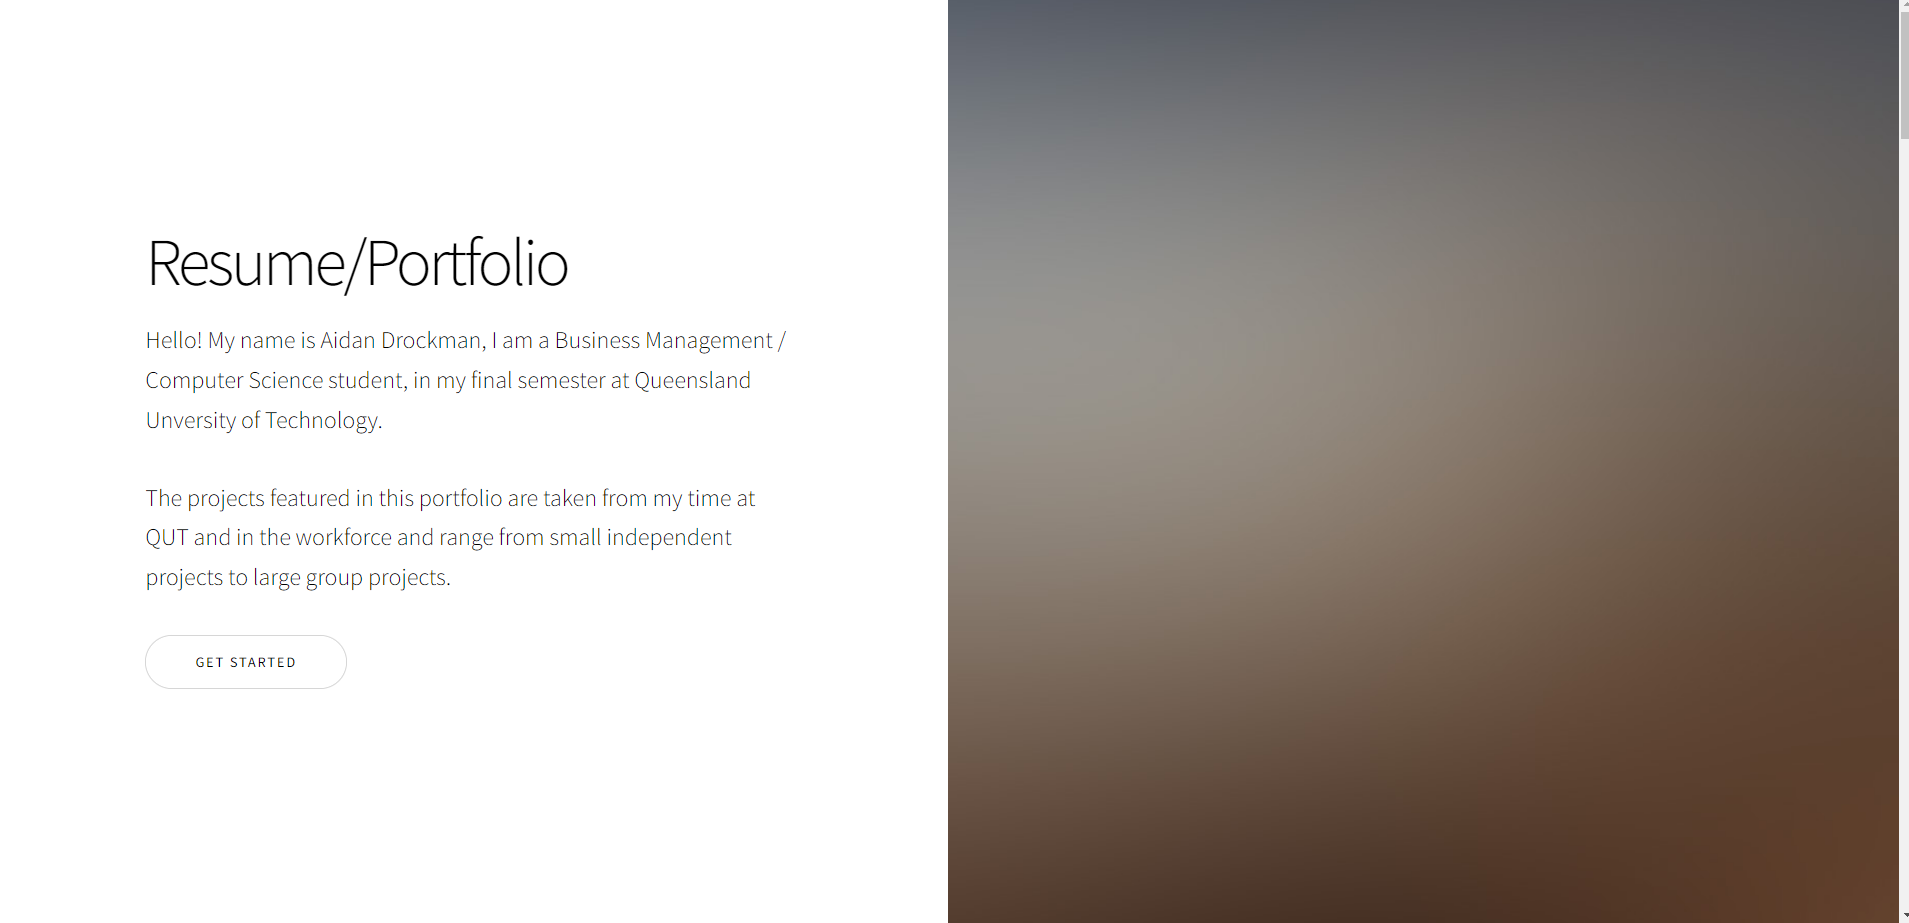 Resume/Portfolio
Hello! My name is Aidan Drockman, I am a Business Management /
Computer Science student, in my final semester at Queensland
Unversity of Technology.
The projects featured in this portfolio are taken from my time at
QUT and in the workforce and range from small independent
projects to large group projects.
GET STARTED